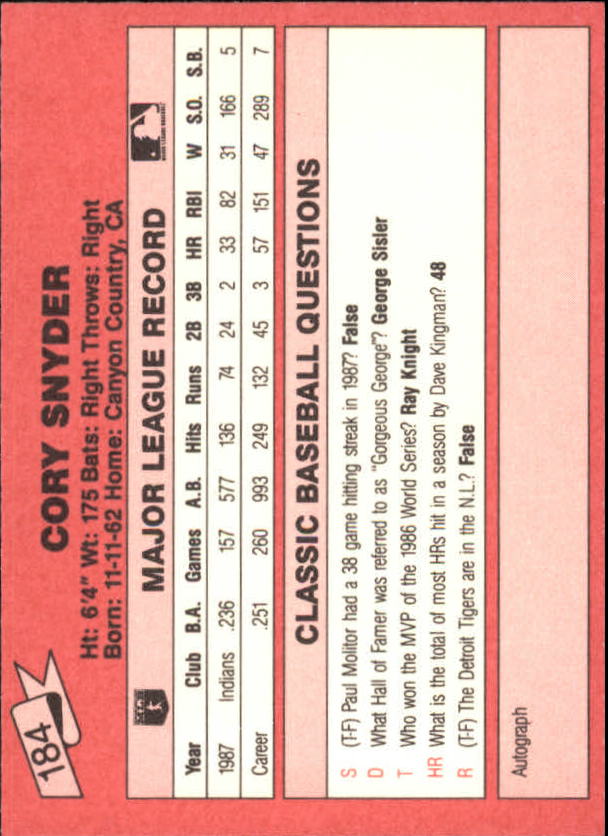 184
CORY SNYDER
Ht: 6'4" Wt: 175 Bats: Right Throws: Right
Born: 11-11-62 Home: Canyon Country, CA
MAJOR LEAGUE RECORD
Year Club B.A. Games A.B. Hits Runs 2B 3B HR RBI W S.O. S.B.
1987 Indians .236 157 577 136 74 24 2 33 82 31 166 5
Career .251 260 993 249 132 45 3 57 151 47 289 7
CLASSIC BASEBALL QUESTIONS
S (T-F) Paul Molitor had a 38 game hitting streak in 1987? False
D What Hall of Famer was referred to as "Gorgeous George"? George Sisler
T Who won the MVP of the 1986 World Series? Ray Knight
HR What is the total of most HRs hit in a season by Dave Kingman? 48
R (T-F) The Detroit Tigers are in the N.L.? False
Autograph